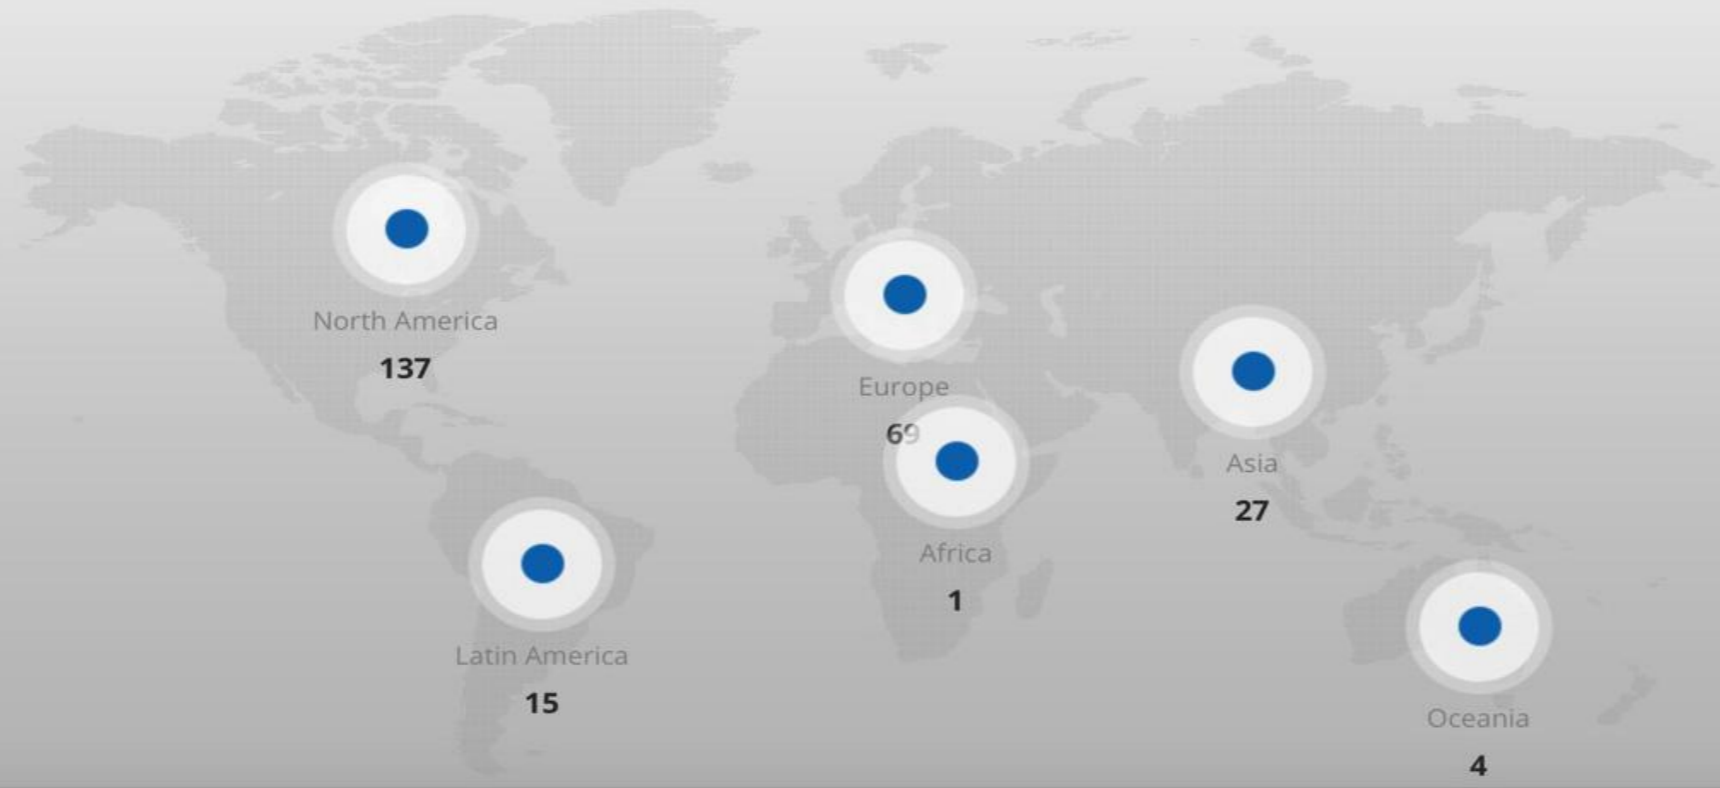 North America
137
Europe
69
Asia
27
Africa
1
Latin America
15
Oceania
4